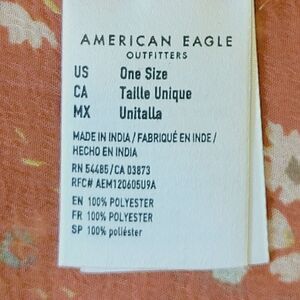 AMERICAN EAGLE
OUTFITTERS
US One Size
CA Taille Unique
MX Unitalla
MADE IN INDIA / FABRIQUÉ EN INDE /
HECHO EN INDIA
RN 54485 / CA 03873
RFC# AEM120605U9A
EN 100% POLYESTER
FR 100% POLYESTER
SP 100% poliéster